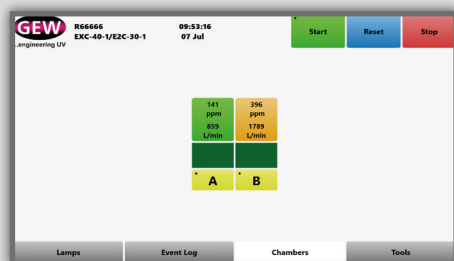 GEW
..engineering UV
R66666
EXC-40-1/E2C-30-1
09:53:16
07 Jul
Start
Reset
Stop
141
ppm
859
L/min
396
ppm
1789
L/min
A
B
Lamps
Event Log
Chambers
Tools